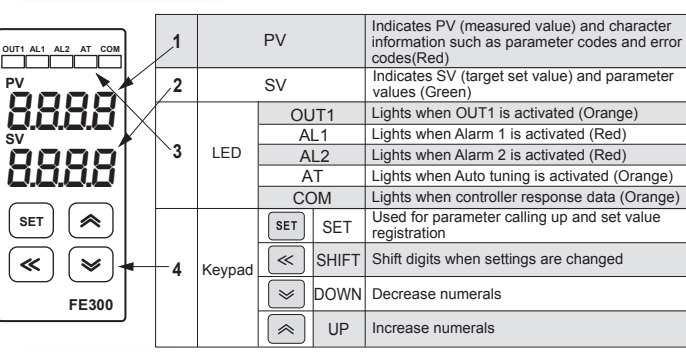 OUT1 AL1 AL2 AT COM
PV
8.8.8.8
SV
8.8.8.8
SET
FE300
1 PV Indicates PV (measured value) and character
information such as parameter codes and error
codes(Red)
2 SV Indicates SV (target set value) and parameter
values (Green)
3 LED
OUT1 Lights when OUT1 is activated (Orange)
AL1 Lights when Alarm 1 is activated (Red)
AL2 Lights when Alarm 2 is activated (Red)
AT Lights when Auto tuning is activated (Orange)
COM Lights when controller response data (Orange)
4 Keypad
SET SET Used for parameter calling up and set value
registration
SHIFT Shift digits when settings are changed
DOWN Decrease numerals
UP Increase numerals